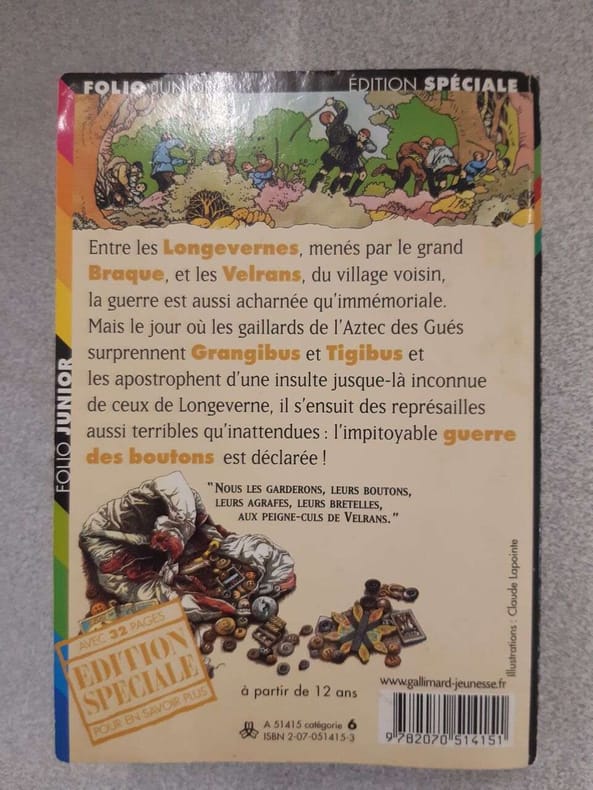 FOLIO JUNIOR
ÉDITION SPÉCIALE
Entre les Longevernes, menés par le grand
Braque, et les Velrans, du village voisin,
la guerre est aussi acharnée qu'immémoriale.
Mais le jour où les gaillards de l'Aztec des Gués
surprennent Grangibus et Tigibus et
les apostrophent d'une insulte jusque-là inconnue
de ceux de Longeverne, il s'ensuit des représailles
aussi terribles qu'inattendues : l'impitoyable guerre
des boutons est déclarée !
"NOUS LES GARDERONS, LEURS BOUTONS,
LEURS AGRAFES, LEURS BRETELLES,
AUX PEIGNE-CULS DE VELRANS."
FOLIO JUNIOR
Illustrations : Claude Lapointe
AVEC 32 PAGES
EDITION
SPÉCIALE
POUR EN SAVOIR PLUS
à partir de 12 ans
www.gallimard-jeunesse.fr
A 51415 catégorie 6
ISBN 2-07-051415-3
9 782070 514151